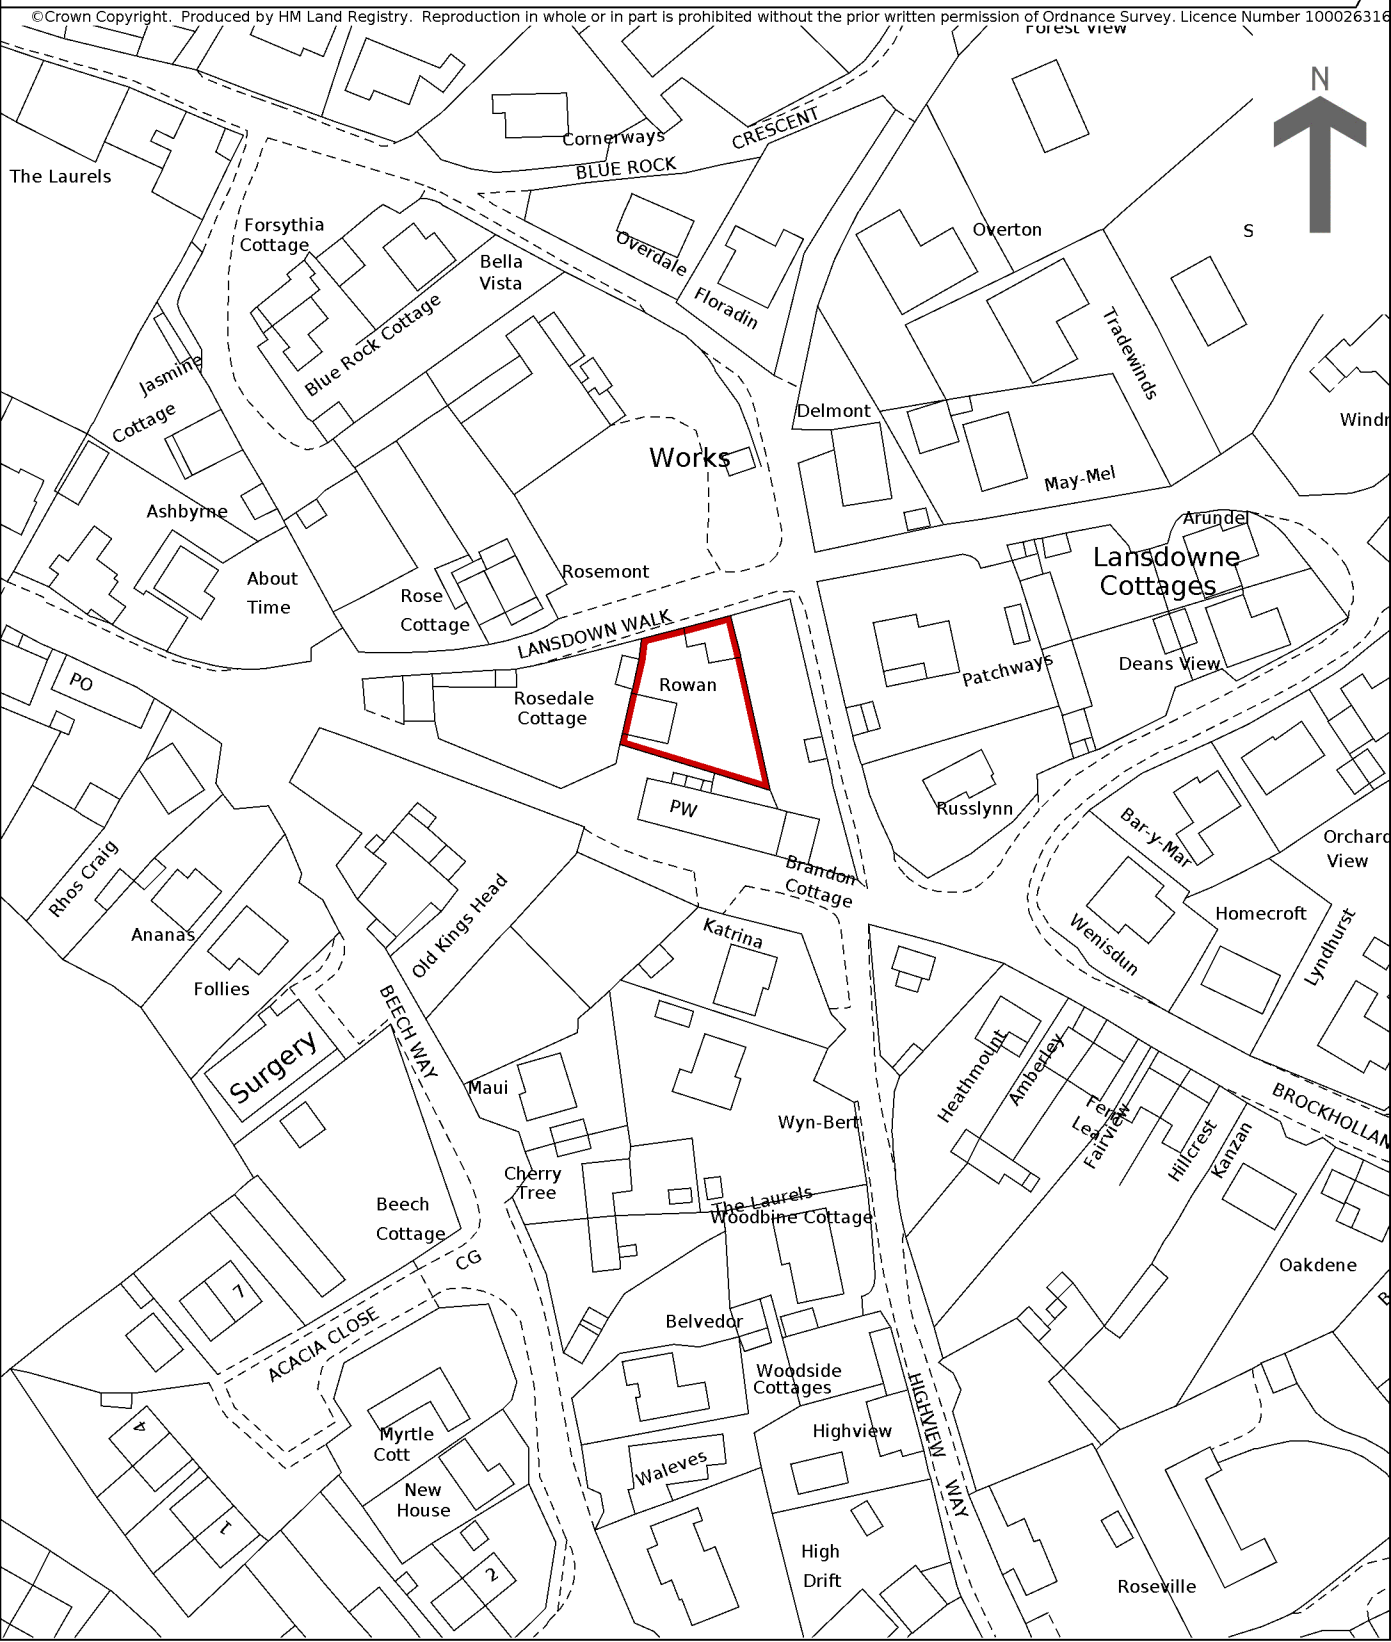 ©Crown Copyright. Produced by HM Land Registry. Reproduction in whole or in part is prohibited without the prior written permission of Ordnance Survey. Licence Number 100026316
Forest View
N
Cornerways
CRESCENT
BLUE ROCK
The Laurels
Forsythia
Cottage
Overdale
Overton
S
Bella
Vista
Floradin
Blue Rock Cottage
Tradewinds
Jasmine
Cottage
Delmont
Windr
Works
May-Mel
Ashbyrne
Arundel
Lansdowne
Cottages
About
Time
Rosemont
Rose
Cottage
LANSDOWN WALK
PO
Rosedale
Cottage
Rowan
Patchways
Deans View
PW
Russlynn
Bar-y-Mar
Orchard
View
Rhos Craig
Brandon
Cottage
Old Kings Head
Ananas
Katrina
Wenisdun
Homecroft
Lyndhurst
Follies
BEECH WAY
Surgery
Heathmount
Amberley
Maui
Wyn-Bert
Fern
Lea
Fairview
Hillcrest
Kanzan
BROCKHOLLAN
Cherry
Tree
Beech
Cottage
The Laurels
Woodbine Cottage
CG
7
Oakdene
B
ACACIA CLOSE
Belvedor
Woodside
Cottages
HIGHVIEW WAY
4
Myrtle
Cott
Highview
Waleves
New
House
1
2
High
Drift
Roseville